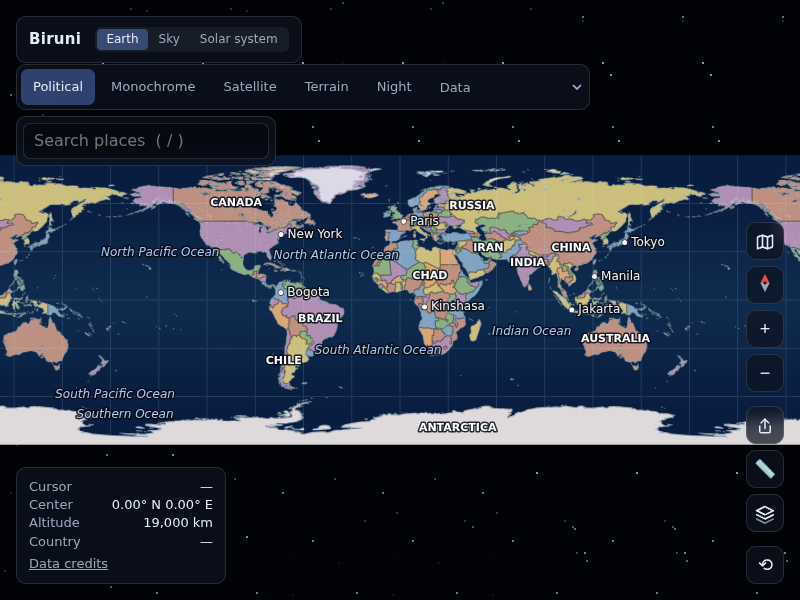 Biruni Earth Sky Solar system
Political Monochrome Satellite Terrain Night Data
Search places ( / )
CANADA
RUSSIA
Paris
New York
Tokyo
North Pacific Ocean
North Atlantic Ocean
IRAN
CHINA
INDIA
CHAD
Manila
Bogota
Kinshasa
Jakarta
BRAZIL
Indian Ocean
AUSTRALIA
South Atlantic Ocean
CHILE
South Pacific Ocean
Southern Ocean
ANTARCTICA
+
−
Cursor —
Center 0.00° N 0.00° E
Altitude 19,000 km
Country —
Data credits